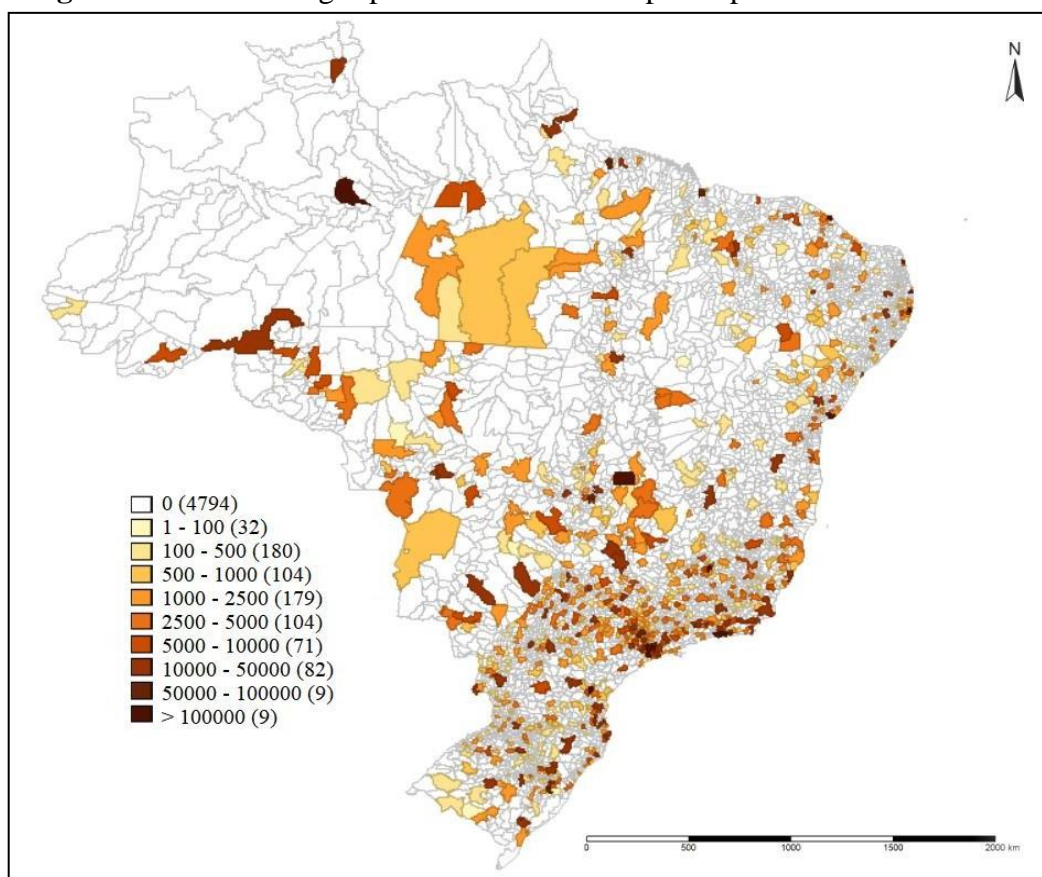 N
0 (4794)
1 - 100 (32)
100 - 500 (180)
500 - 1000 (104)
1000 - 2500 (179)
2500 - 5000 (104)
5000 - 10000 (71)
10000 - 50000 (82)
50000 - 100000 (9)
> 100000 (9)
0 500 1000 1500 2000 km